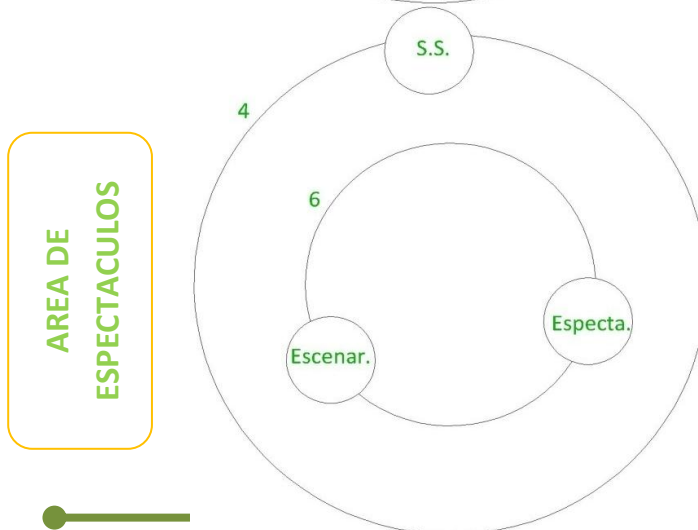 AREA DE
ESPECTACULOS
S.S.
4
6
Especta.
Escenar.